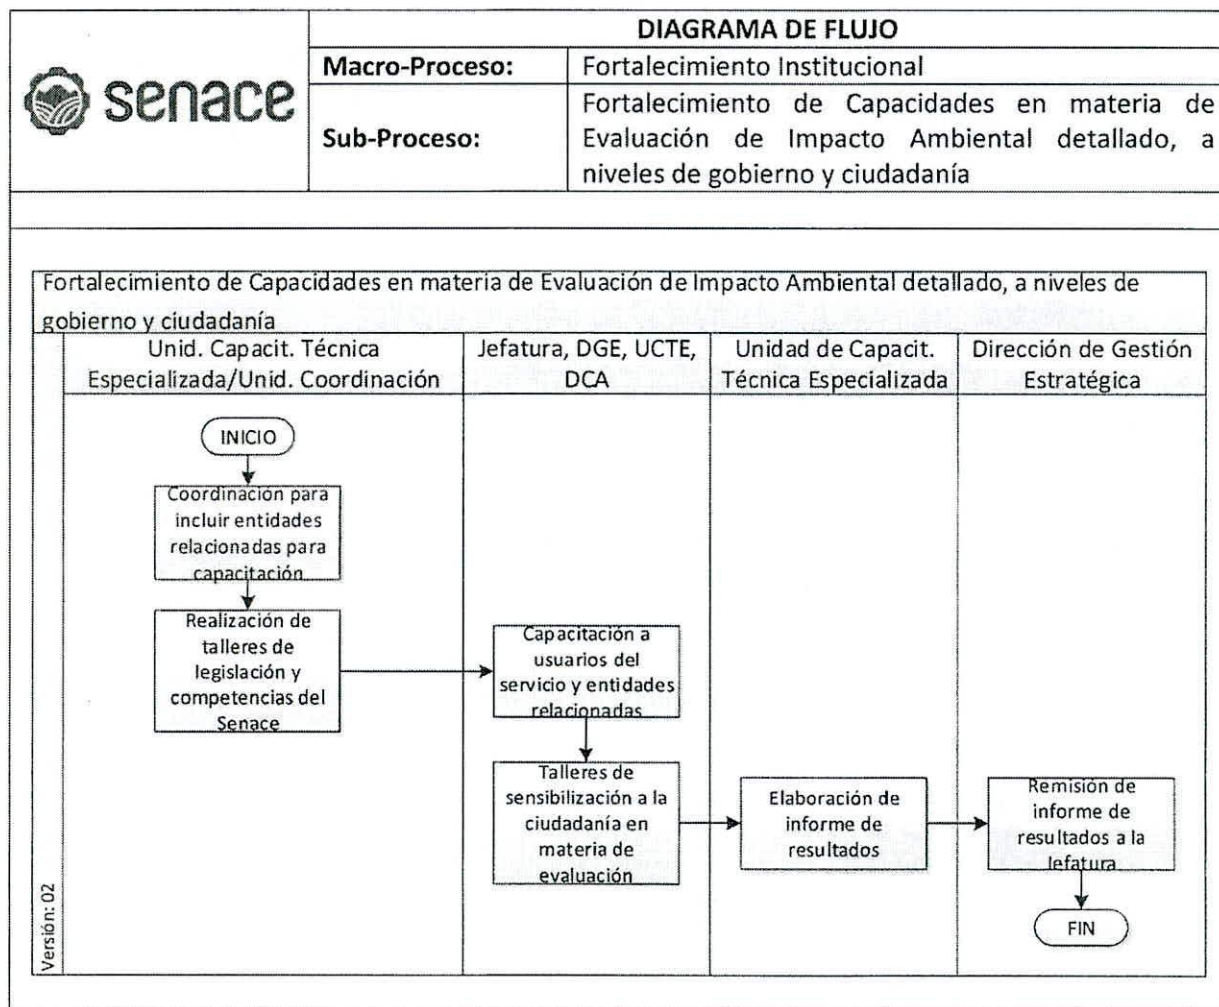 senace
DIAGRAMA DE FLUJO
Macro-Proceso:
Fortalecimiento Institucional
Sub-Proceso:
Fortalecimiento de Capacidades en materia de
Evaluación de Impacto Ambiental detallado, a
niveles de gobierno y ciudadanía
Fortalecimiento de Capacidades en materia de Evaluación de Impacto Ambiental detallado, a niveles de
gobierno y ciudadanía
Unid. Capacit. Técnica
Especializada/Unid. Coordinación
Jefatura, DGE, UCTE,
DCA
Unidad de Capacit.
Técnica Especializada
Dirección de Gestión
Estratégica
INICIO
Coordinación para
incluir entidades
relacionadas para
capacitación
Realización de
talleres de
legislación y
competencias del
Senace
Capacitación a
usuarios del
servicio y entidades
relacionadas
Talleres de
sensibilización a la
ciudadanía en
materia de
evaluación
Elaboración de
informe de
resultados
Remisión de
informe de
resultados a la
Jefatura
FIN
Versión: 02